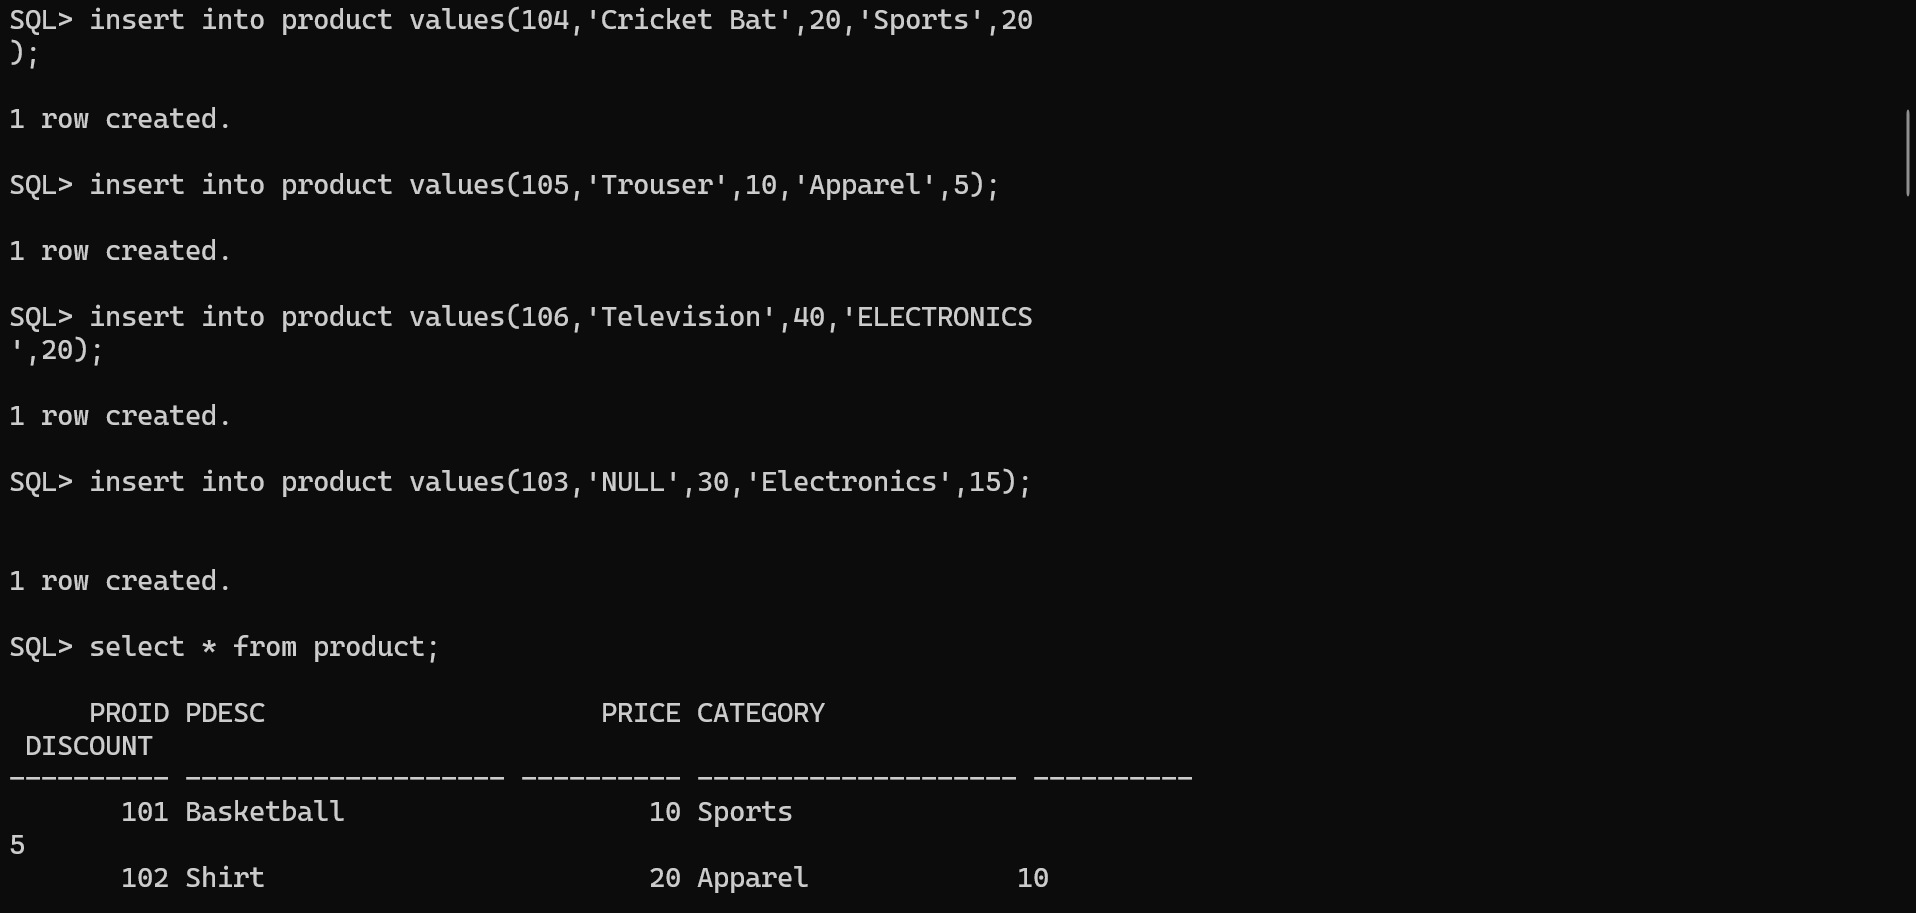 SQL> insert into product values(104,'Cricket Bat',20,'Sports',20
);
1 row created.
SQL> insert into product values(105,'Trouser',10,'Apparel',5);
1 row created.
SQL> insert into product values(106,'Television',40,'ELECTRONICS
',20);
1 row created.
SQL> insert into product values(103,'NULL',30,'Electronics',15);
1 row created.
SQL> select * from product;
     PROID PDESC                     PRICE CATEGORY
 DISCOUNT
---------- -------------------- ---------- -------------------- ----------
       101 Basketball                   10 Sports
5
       102 Shirt                        20 Apparel             10